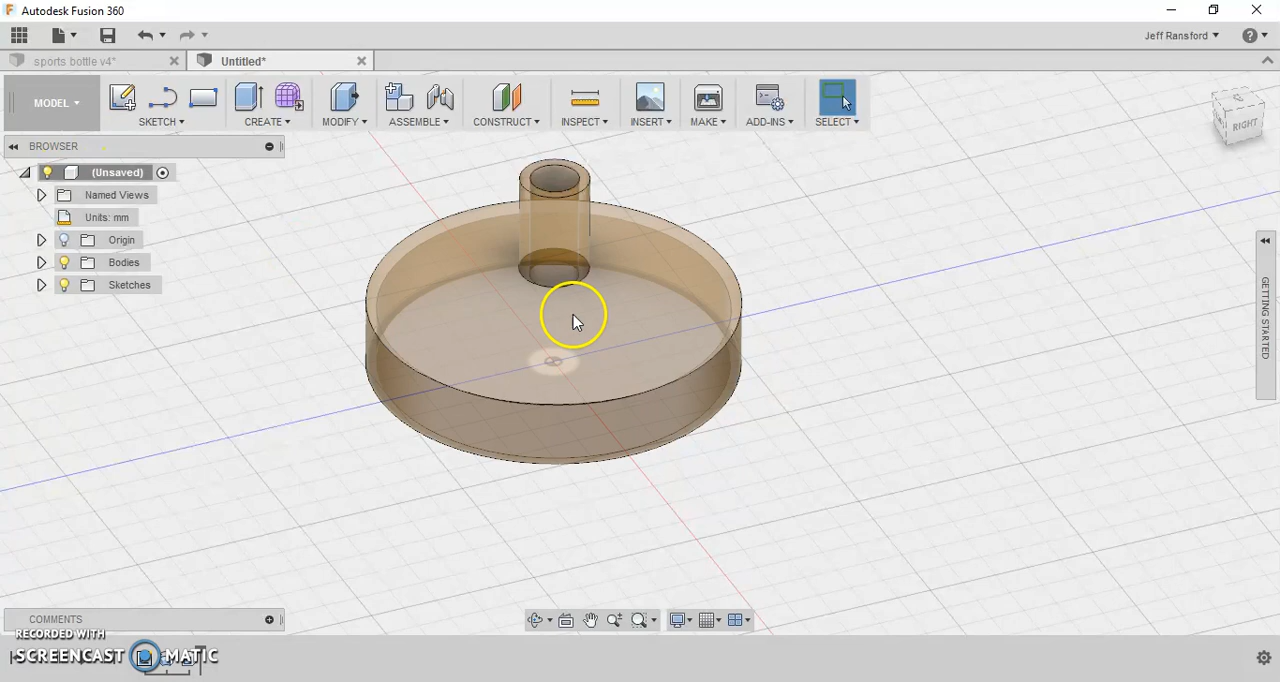 Autodesk Fusion 360
Jeff Ransford
sports bottle v4*
Untitled*
MODEL
SKETCH
CREATE
MODIFY
ASSEMBLE
CONSTRUCT
INSPECT
INSERT
MAKE
ADD-INS
SELECT
BROWSER
(Unsaved)
Named Views
Units: mm
Origin
Bodies
Sketches
RIGHT
GETTING STARTED
COMMENTS
RECORDED WITH
SCREENCAST MATIC